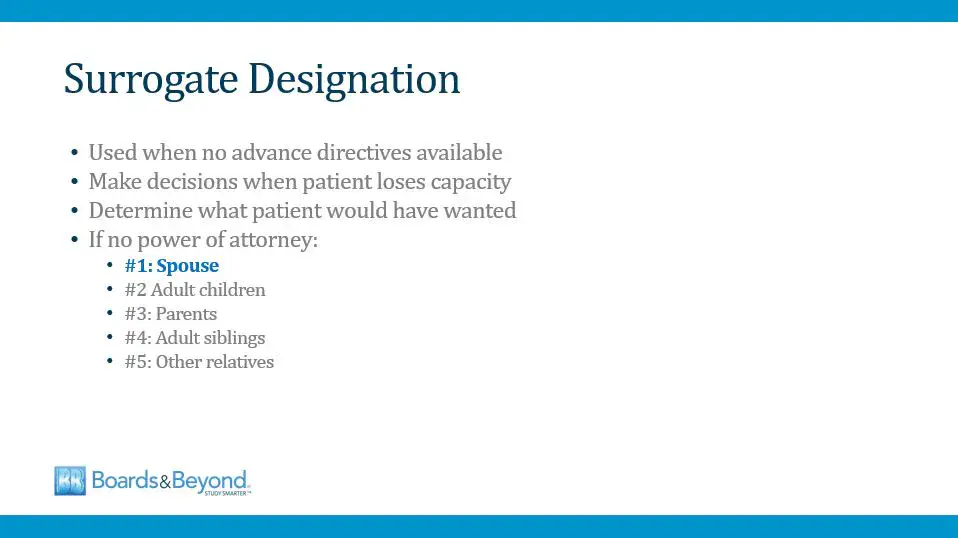 Surrogate Designation
• Used when no advance directives available
• Make decisions when patient loses capacity
• Determine what patient would have wanted
• If no power of attorney:
• #1: Spouse
• #2 Adult children
• #3: Parents
• #4: Adult siblings
• #5: Other relatives
BB Boards&Beyond.
STUDY SMARTER™